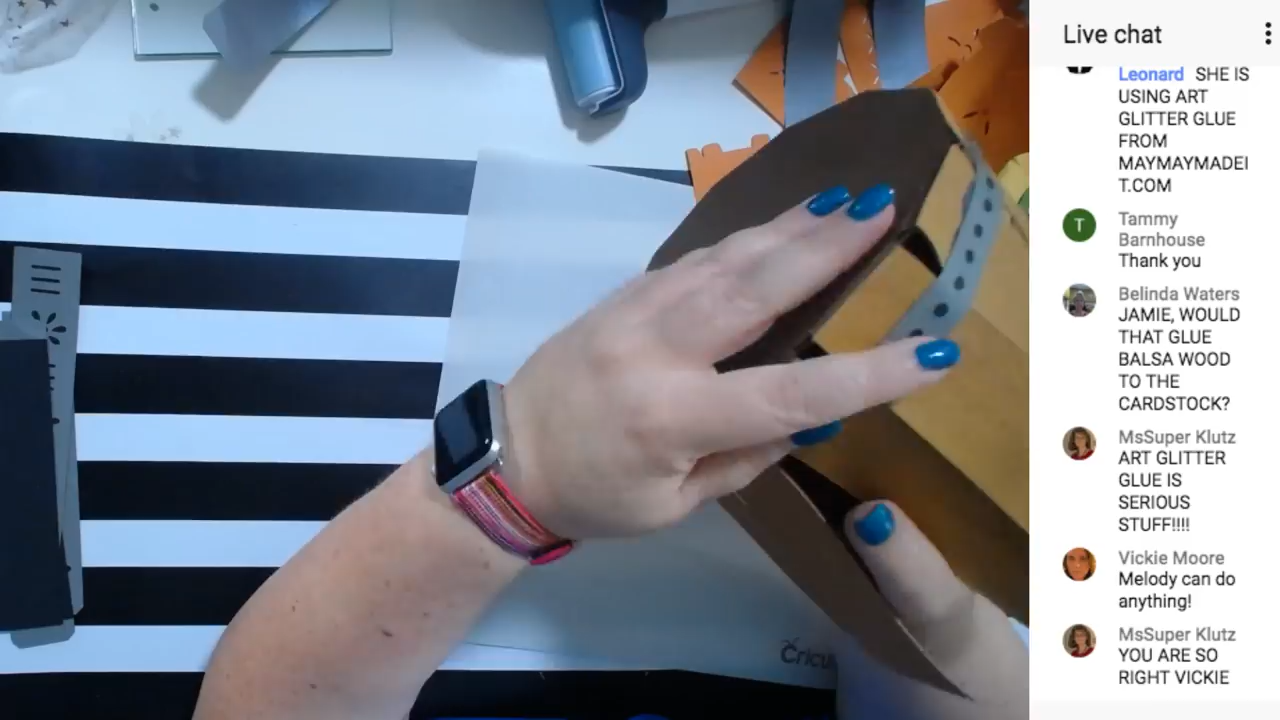 Live chat
Leonard SHE IS
USING ART
GLITTER GLUE
FROM
MAYMAYMADEI
T.COM
T
Tammy
Barnhouse
Thank you
Belinda Waters
JAMIE, WOULD
THAT GLUE
BALSA WOOD
TO THE
CARDSTOCK?
MsSuper Klutz
ART GLITTER
GLUE IS
SERIOUS
STUFF!!!!
Vickie Moore
Melody can do
anything!
MsSuper Klutz
YOU ARE SO
RIGHT VICKIE